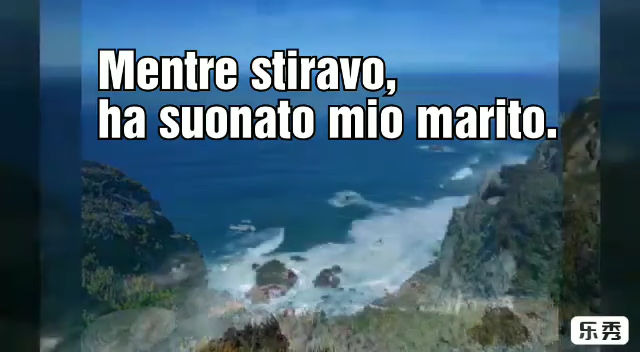 Mentre stiravo,
ha suonato mio marito.
乐秀